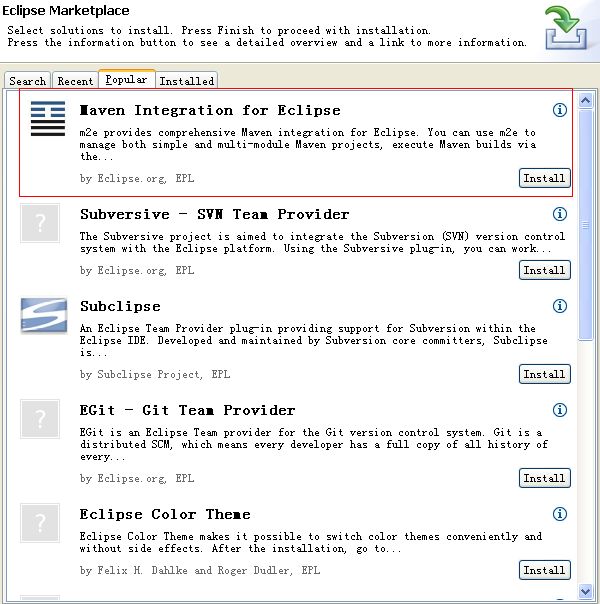 Eclipse Marketplace
Select solutions to install. Press Finish to proceed with installation.
Press the information button to see a detailed overview and a link to more information.
Search Recent Popular Installed
Maven Integration for Eclipse
m2e provides comprehensive Maven integration for Eclipse. You can use m2e to
manage both simple and multi-module Maven projects, execute Maven builds via
the...
by Eclipse.org, EPL
Install
Subversive - SVN Team Provider
The Subversive project is aimed to integrate the Subversion (SVN) version control
system with the Eclipse platform. Using the Subversive plug-in, you can work...
by Eclipse.org, EPL
Install
Subclipse
An Eclipse Team Provider plug-in providing support for Subversion within the
Eclipse IDE. Developed and maintained by Subversion core committers, Subclipse
is...
by Subclipse Project, EPL
Install
EGit - Git Team Provider
EGit is an Eclipse Team provider for the Git version control system. Git is a
distributed SCM, which means every developer has a full copy of all history of
every...
by Eclipse.org, EPL
Install
Eclipse Color Theme
Eclipse Color Theme makes it possible to switch color themes conveniently and
without side effects. After the installation, go to...
by Felix H. Dahlke and Roger Dudler, EPL
Install